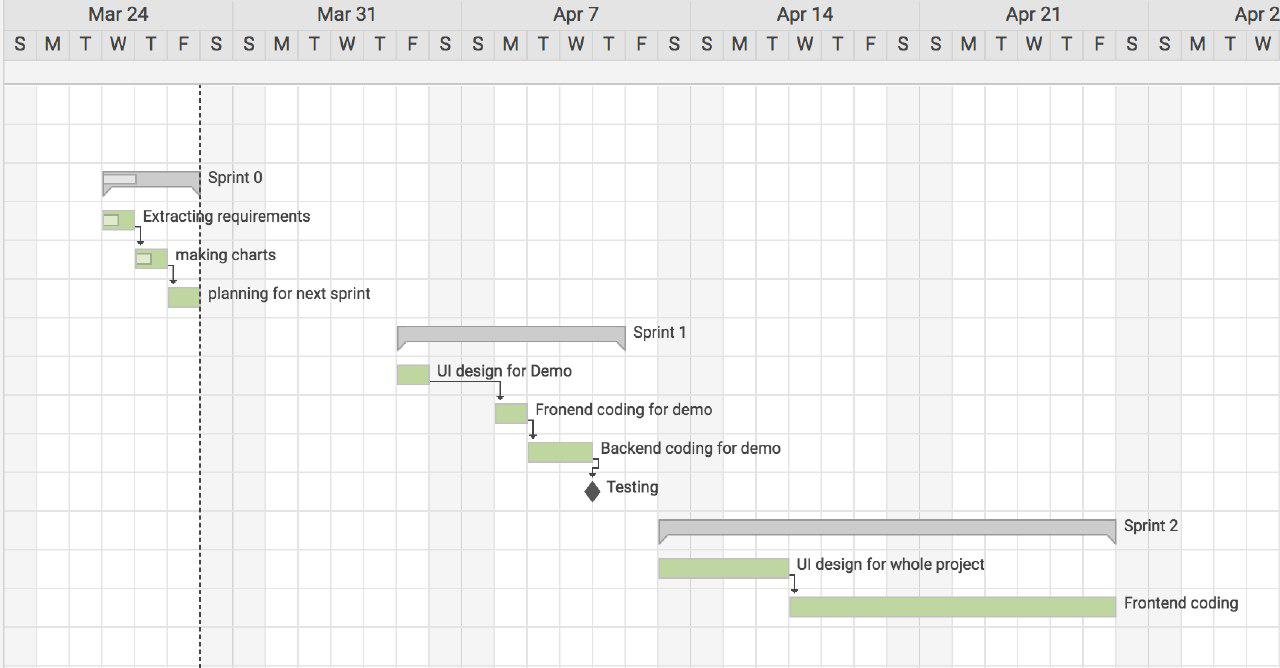 Mar 24 Mar 31 Apr 7 Apr 14 Apr 21 Apr 2
S M T W T F S S M T W T F S S M T W T F S S M T W T F S S M T W T F S S M T W
Sprint 0
Extracting requirements
making charts
planning for next sprint
Sprint 1
UI design for Demo
Fronend coding for demo
Backend coding for demo
Testing
Sprint 2
UI design for whole project
Frontend coding